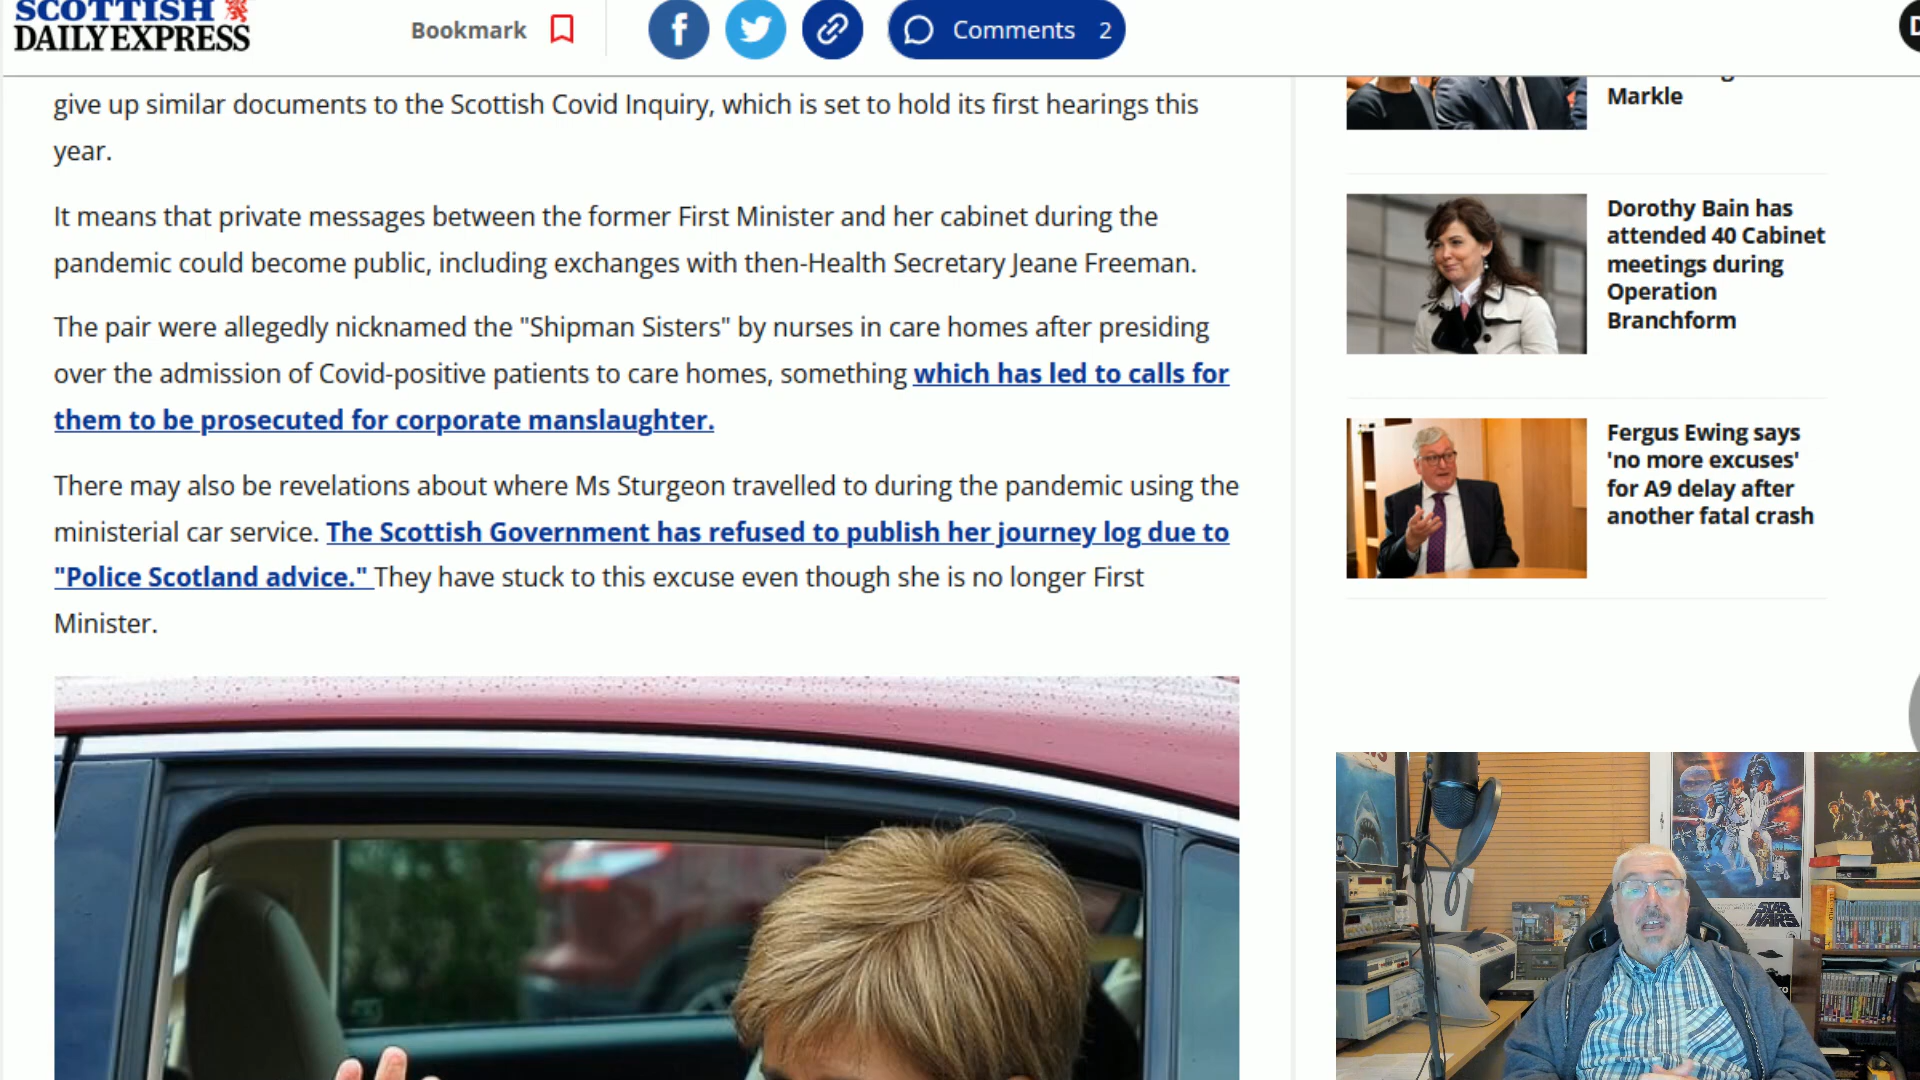 SCOTTISH
DAILY EXPRESS
Bookmark
Comments 2
give up similar documents to the Scottish Covid Inquiry, which is set to hold its first hearings this
year.
It means that private messages between the former First Minister and her cabinet during the
pandemic could become public, including exchanges with then-Health Secretary Jeane Freeman.
The pair were allegedly nicknamed the "Shipman Sisters" by nurses in care homes after presiding
over the admission of Covid-positive patients to care homes, something which has led to calls for
them to be prosecuted for corporate manslaughter.
There may also be revelations about where Ms Sturgeon travelled to during the pandemic using the
ministerial car service. The Scottish Government has refused to publish her journey log due to
"Police Scotland advice." They have stuck to this excuse even though she is no longer First
Minister.
Markle
Dorothy Bain has
attended 40 Cabinet
meetings during
Operation
Branchform
Fergus Ewing says
'no more excuses'
for A9 delay after
another fatal crash
STAR
WARS